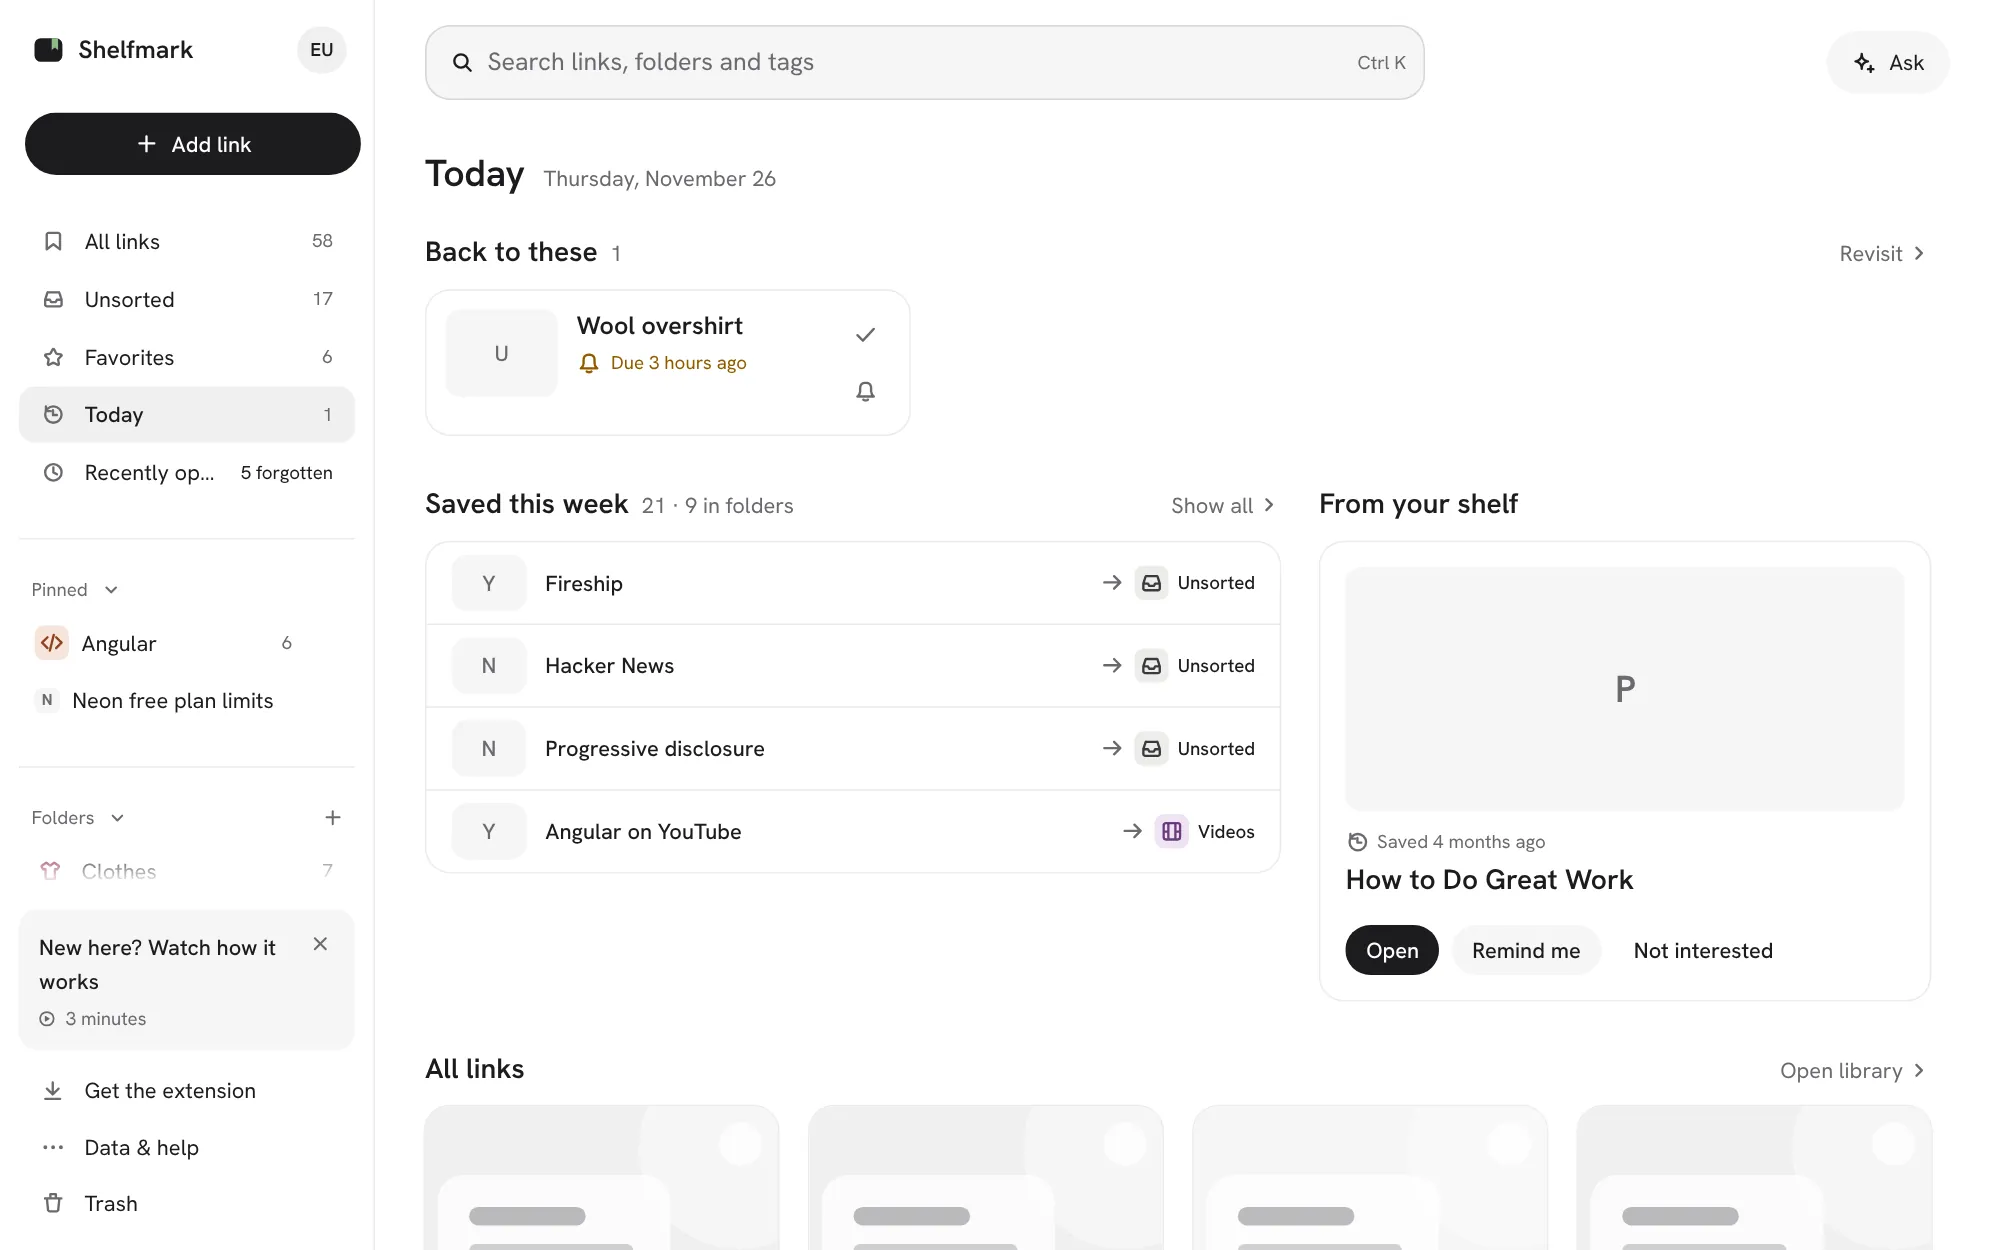 Shelfmark
EU
Add link
All links 58
Unsorted 17
Favorites 6
Today 1
Recently op... 5 forgotten
Pinned
Angular 6
N Neon free plan limits
Folders
Clothes 7
New here? Watch how it
works
3 minutes
Get the extension
Data & help
Trash
Search links, folders and tags Ctrl K
Ask
Today Thursday, November 26
Back to these 1 Revisit
U
Wool overshirt
Due 3 hours ago
Saved this week 21 · 9 in folders Show all
Y Fireship Unsorted
N Hacker News Unsorted
N Progressive disclosure Unsorted
Y Angular on YouTube Videos
From your shelf
P
Saved 4 months ago
How to Do Great Work
Open Remind me Not interested
All links Open library